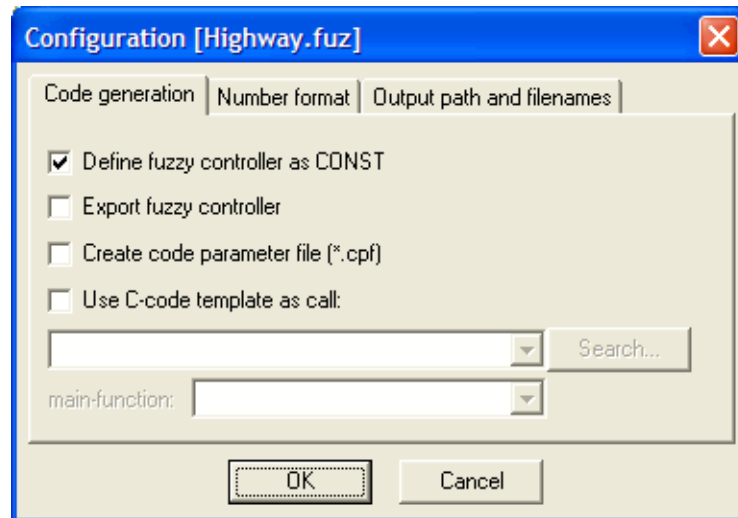 Configuration [Highway.fuz]
Code generation Number format Output path and filenames
Define fuzzy controller as CONST
Export fuzzy controller
Create code parameter file (*.cpf)
Use C-code template as call:
Search...
main-function:
OK Cancel